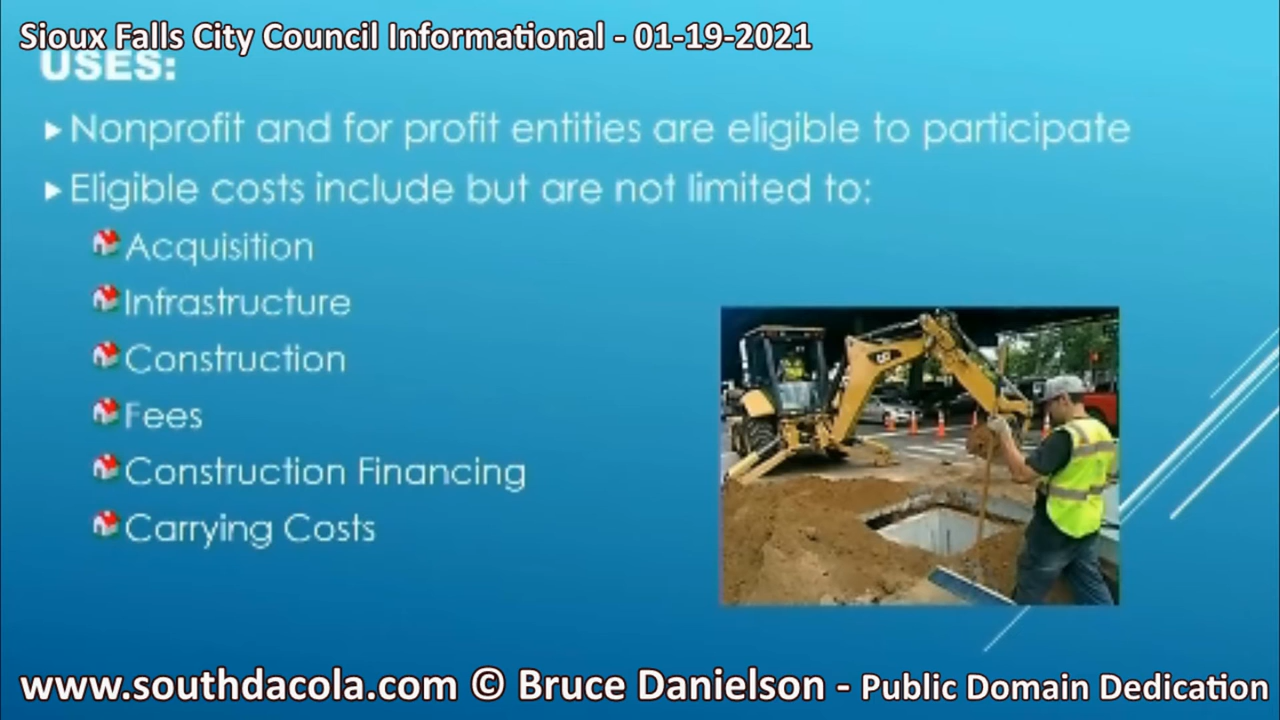 Sioux Falls City Council Informational - 01-19-2021
USES:
Nonprofit and for profit entities are eligible to participate
Eligible costs include but are not limited to:
Acquisition
Infrastructure
Construction
Fees
Construction Financing
Carrying Costs
CAT
www.southdacola.com © Bruce Danielson - Public Domain Dedication